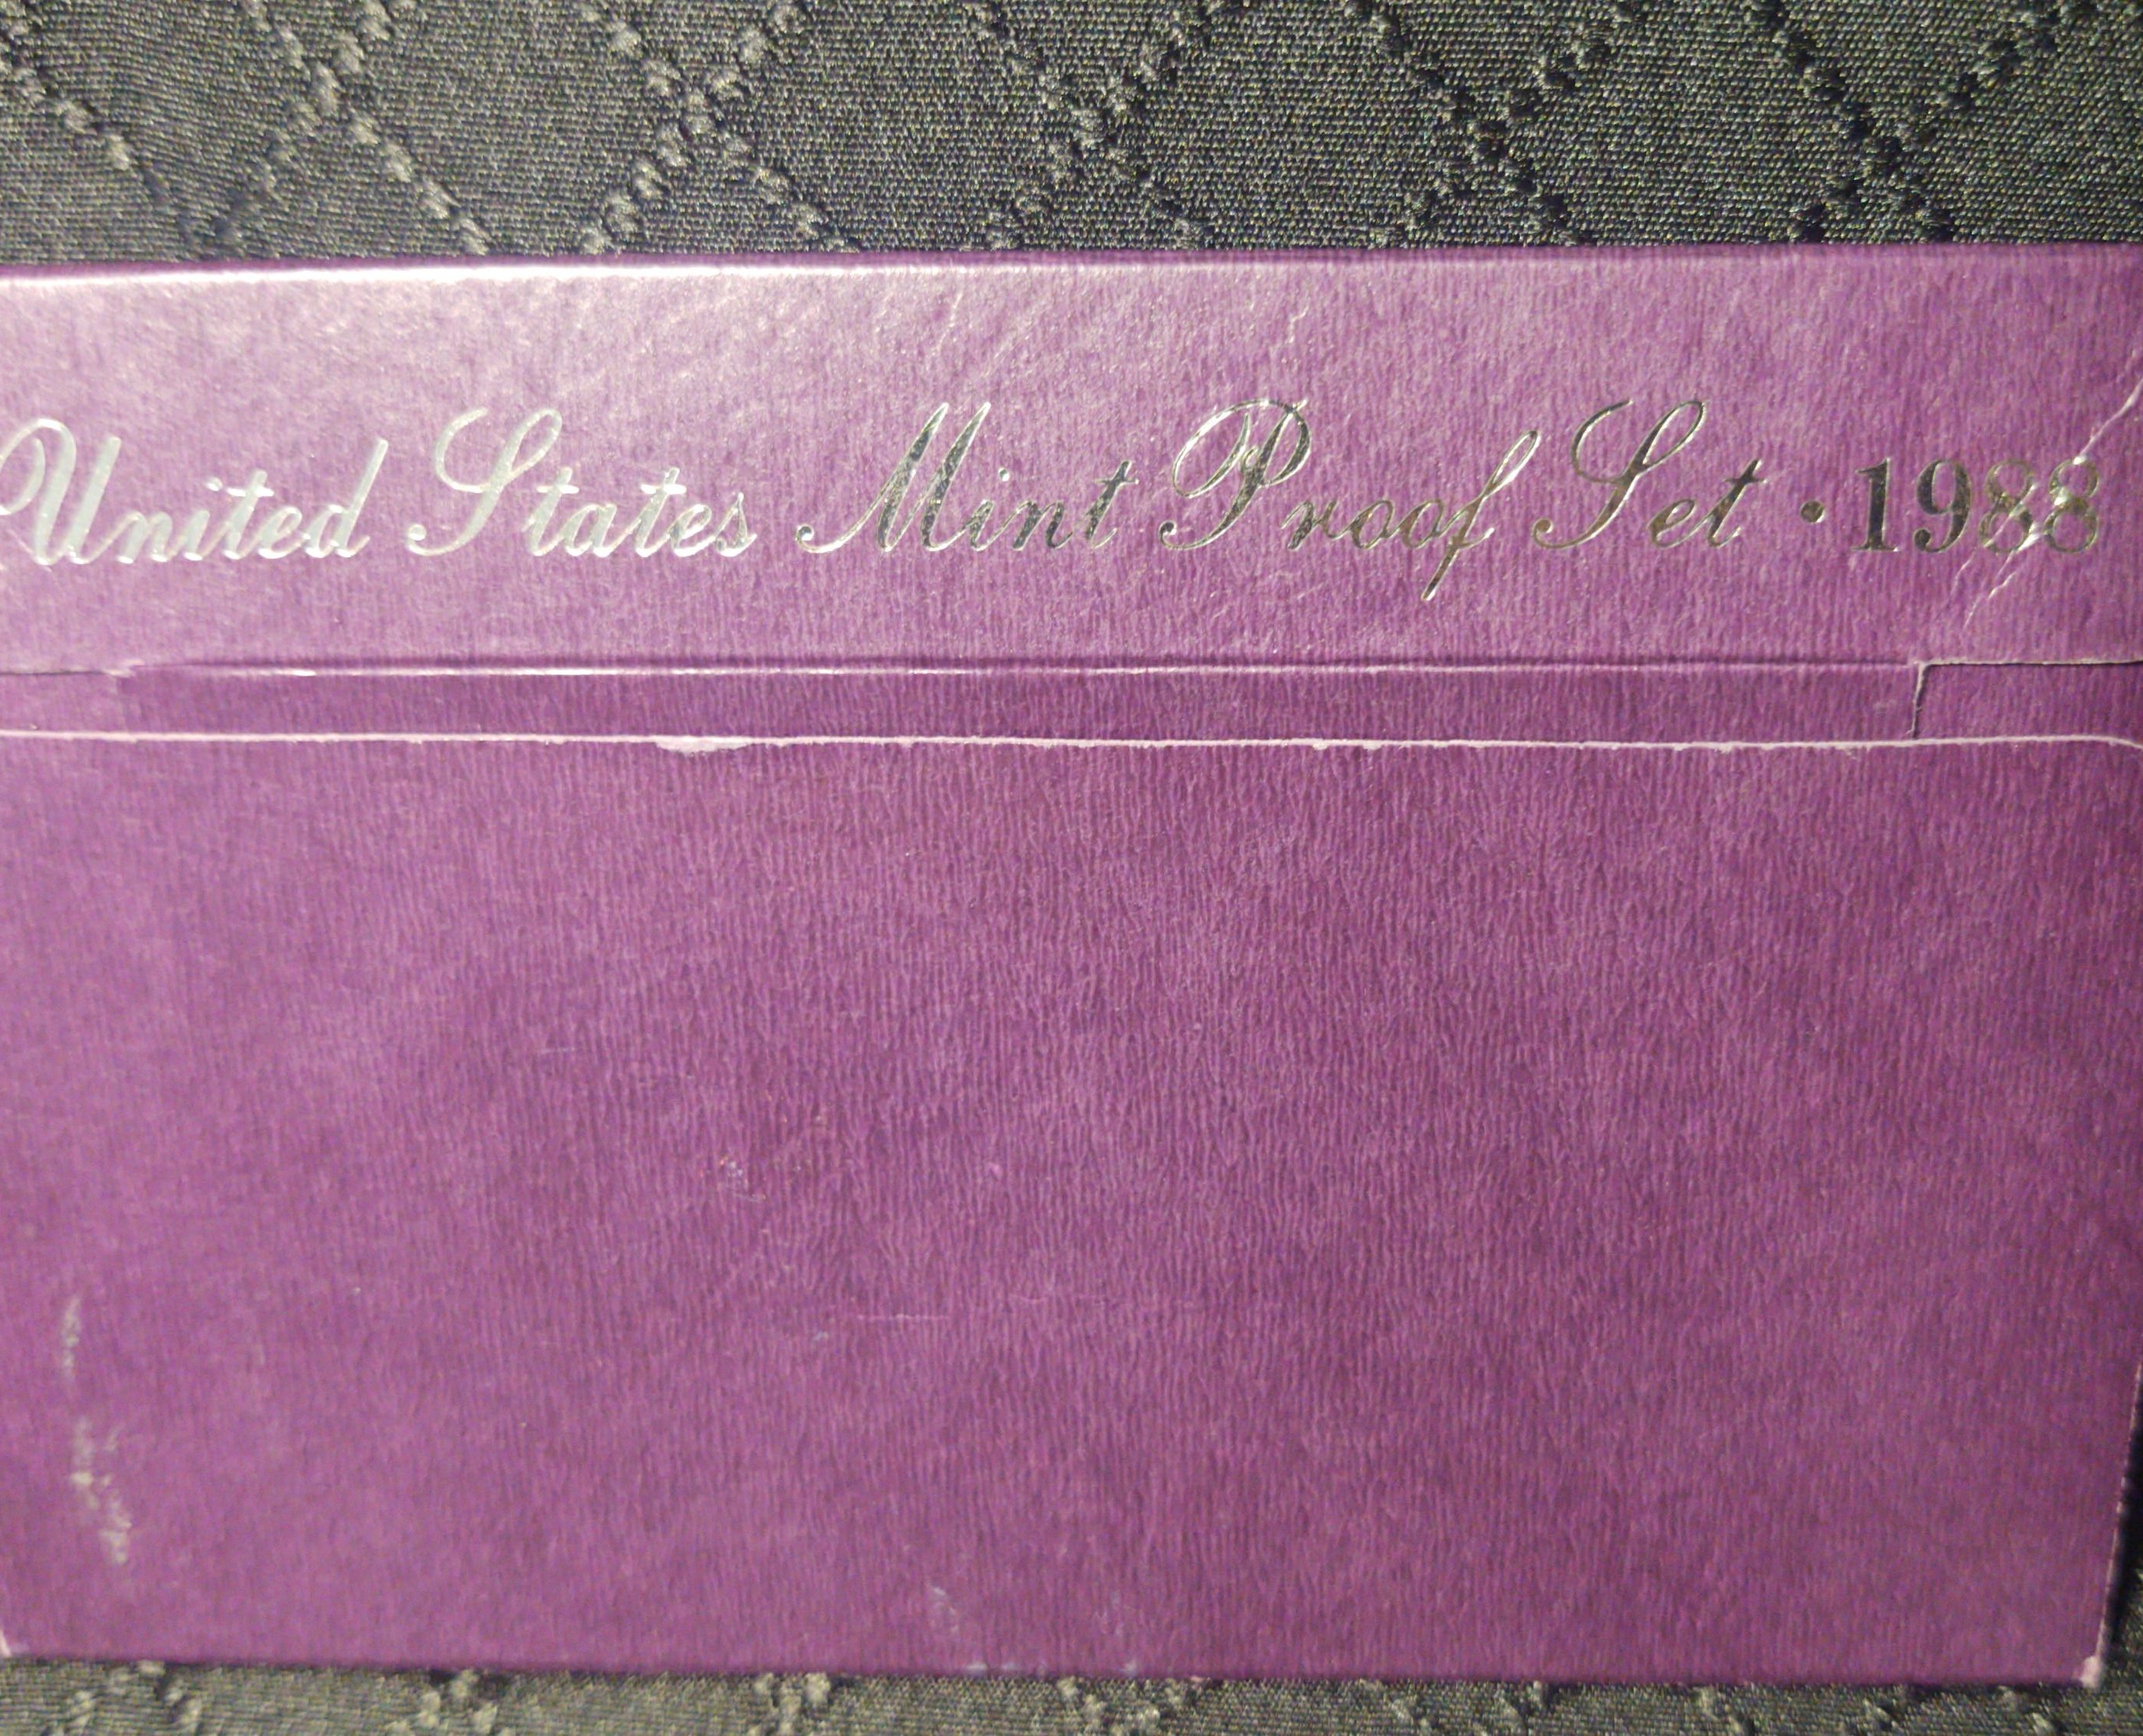 United States Mint Proof Set • 1988